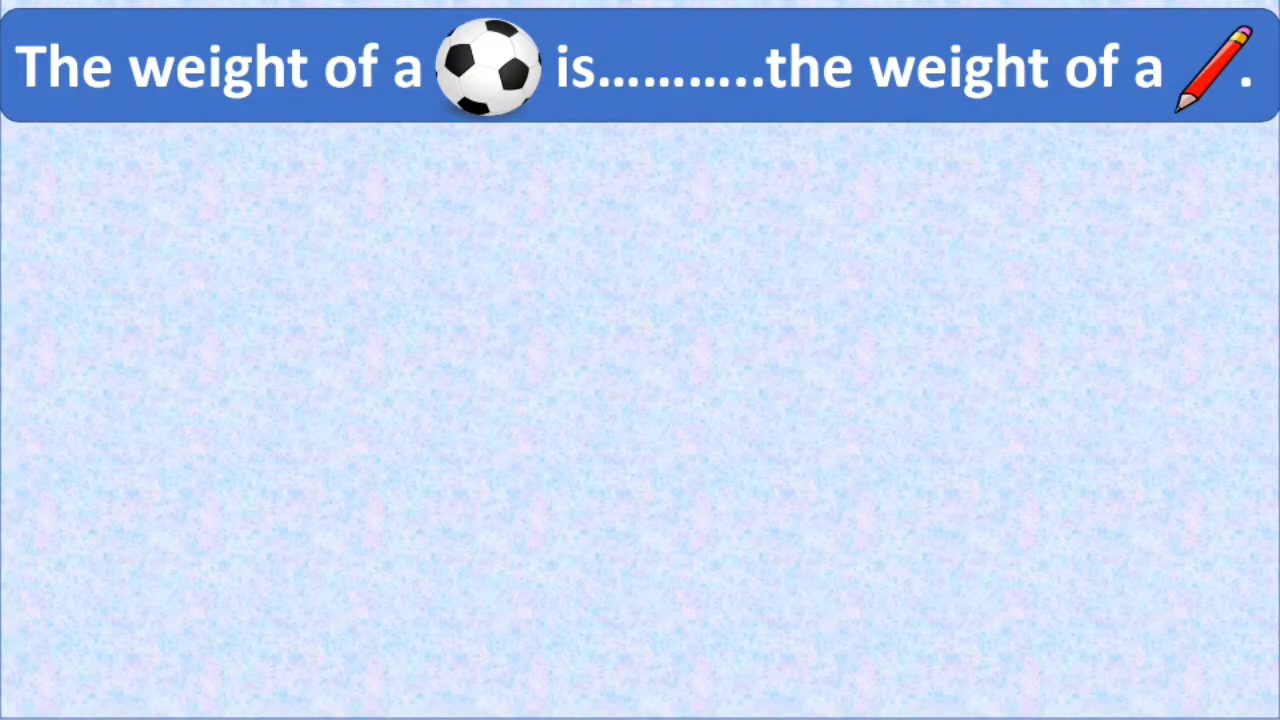 The weight of a is………..the weight of a .